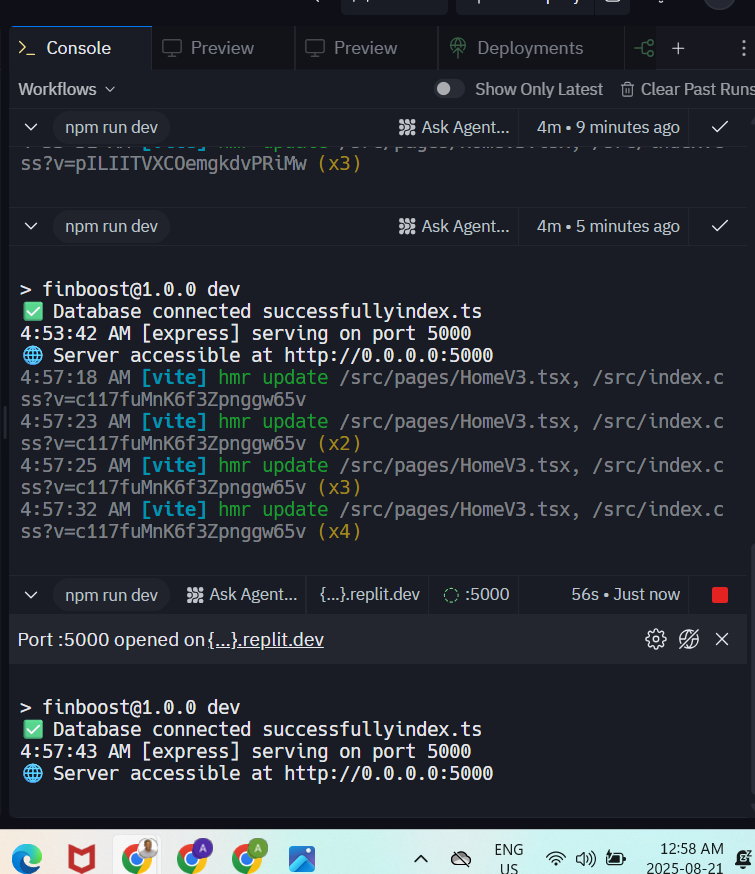 Console
Preview
Preview
Deployments
Workflows
Show Only Latest
Clear Past Runs
npm run dev
Ask Agent...
4m • 9 minutes ago
ss?v=pILIITVXCOemgkdvPRiMw (x3)
npm run dev
Ask Agent...
4m • 5 minutes ago
> finboost@1.0.0 dev
✅ Database connected successfullyindex.ts
4:53:42 AM [express] serving on port 5000
🌐 Server accessible at http://0.0.0.0:5000
4:57:18 AM [vite] hmr update /src/pages/HomeV3.tsx, /src/index.c
ss?v=c117fuMnK6f3Zpnggw65v
4:57:23 AM [vite] hmr update /src/pages/HomeV3.tsx, /src/index.c
ss?v=c117fuMnK6f3Zpnggw65v (x2)
4:57:25 AM [vite] hmr update /src/pages/HomeV3.tsx, /src/index.c
ss?v=c117fuMnK6f3Zpnggw65v (x3)
4:57:32 AM [vite] hmr update /src/pages/HomeV3.tsx, /src/index.c
ss?v=c117fuMnK6f3Zpnggw65v (x4)
npm run dev
Ask Agent...
{...}.replit.dev
:5000
56s • Just now
Port :5000 opened on {...}.replit.dev
> finboost@1.0.0 dev
✅ Database connected successfullyindex.ts
4:57:43 AM [express] serving on port 5000
🌐 Server accessible at http://0.0.0.0:5000
A
A
ENG
US
12:58 AM
2025-08-21